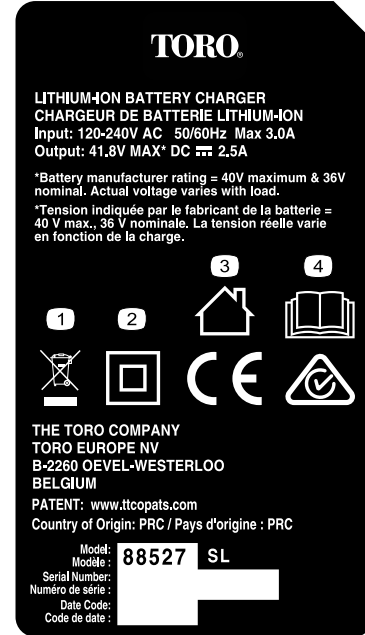 TORO®
LITHIUM-ION BATTERY CHARGER
CHARGEUR DE BATTERIE LITHIUM-ION
Input: 120-240V AC 50/60Hz Max 3.0A
Output: 41.8V MAX* DC 2.5A
*Battery manufacturer rating = 40V maximum & 36V
nominal. Actual voltage varies with load.
*Tension indiquée par le fabricant de la batterie =
40 V max., 36 V nominale. La tension réelle varie
en fonction de la charge.
3 4
1 2
CE
THE TORO COMPANY
TORO EUROPE NV
B-2260 OEVEL-WESTERLOO
BELGIUM
PATENT: www.ttcopats.com
Country of Origin: PRC / Pays d'origine : PRC
Model: 88527 SL
Modèle :
Serial Number:
Numéro de série :
Date Code:
Code de date :